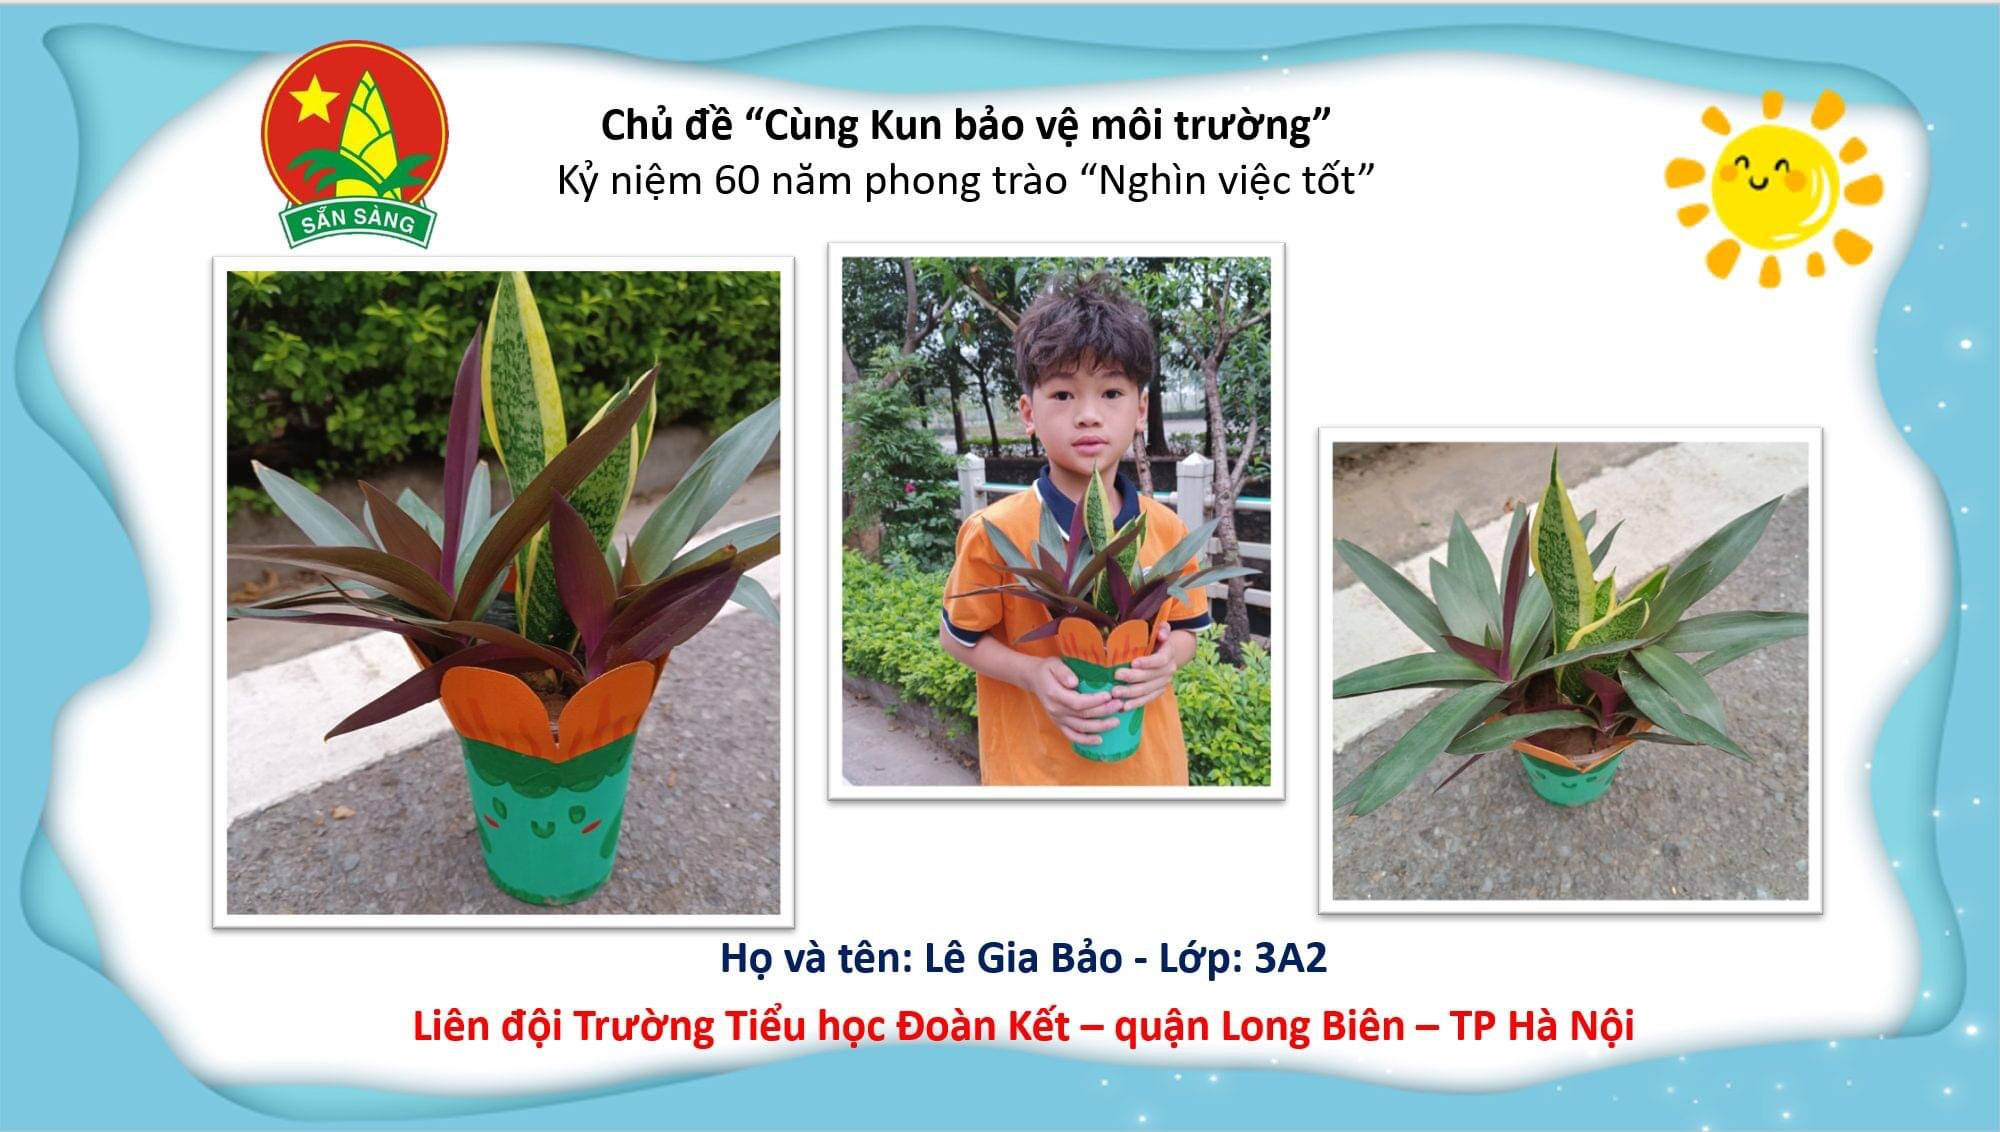 SẴN SÀNG
Chủ đề “Cùng Kun bảo vệ môi trường”
Kỷ niệm 60 năm phong trào “Nghìn việc tốt”
Họ và tên: Lê Gia Bảo - Lớp: 3A2
Liên đội Trường Tiểu học Đoàn Kết – quận Long Biên – TP Hà Nội